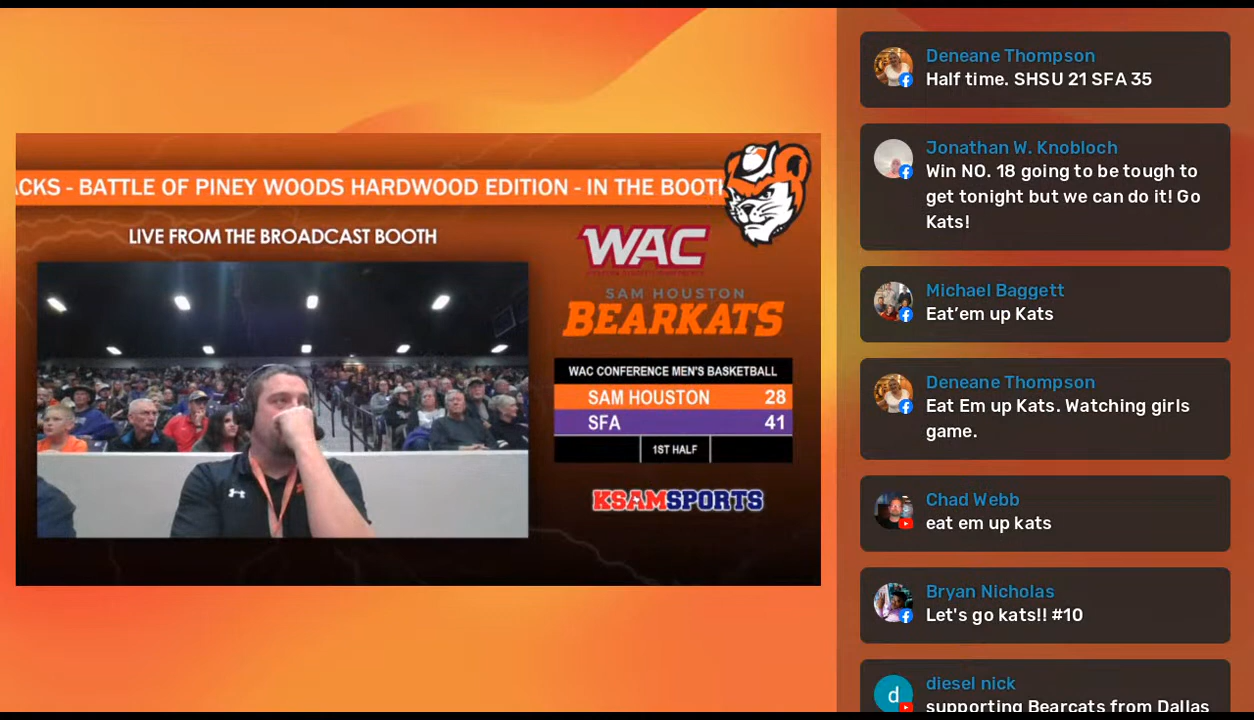 ACKS - BATTLE OF PINEY WOODS HARDWOOD EDITION - IN THE BOOTH
LIVE FROM THE BROADCAST BOOTH
WAC
SAM HOUSTON
BEARKATS
WAC CONFERENCE MEN'S BASKETBALL
SAM HOUSTON 28
SFA 41
1ST HALF
KSAMSPORTS
Deneane Thompson
Half time. SHSU 21 SFA 35
Jonathan W. Knobloch
Win NO. 18 going to be tough to
get tonight but we can do it! Go
Kats!
Michael Baggett
Eat’em up Kats
Deneane Thompson
Eat Em up Kats. Watching girls
game.
Chad Webb
eat em up kats
Bryan Nicholas
Let's go kats!! #10
d
diesel nick
supporting Bearcats from Dallas